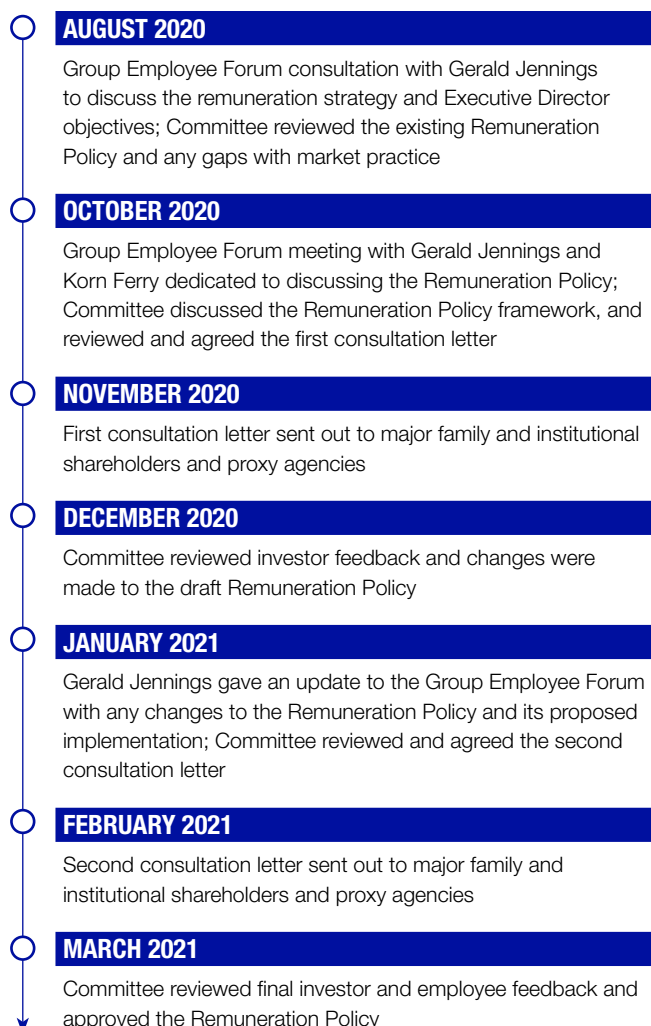 AUGUST 2020
Group Employee Forum consultation with Gerald Jennings
to discuss the remuneration strategy and Executive Director
objectives; Committee reviewed the existing Remuneration
Policy and any gaps with market practice
OCTOBER 2020
Group Employee Forum meeting with Gerald Jennings and
Korn Ferry dedicated to discussing the Remuneration Policy;
Committee discussed the Remuneration Policy framework, and
reviewed and agreed the first consultation letter
NOVEMBER 2020
First consultation letter sent out to major family and institutional
shareholders and proxy agencies
DECEMBER 2020
Committee reviewed investor feedback and changes were
made to the draft Remuneration Policy
JANUARY 2021
Gerald Jennings gave an update to the Group Employee Forum
with any changes to the Remuneration Policy and its proposed
implementation; Committee reviewed and agreed the second
consultation letter
FEBRUARY 2021
Second consultation letter sent out to major family and
institutional shareholders and proxy agencies
MARCH 2021
Committee reviewed final investor and employee feedback and
approved the Remuneration Policy